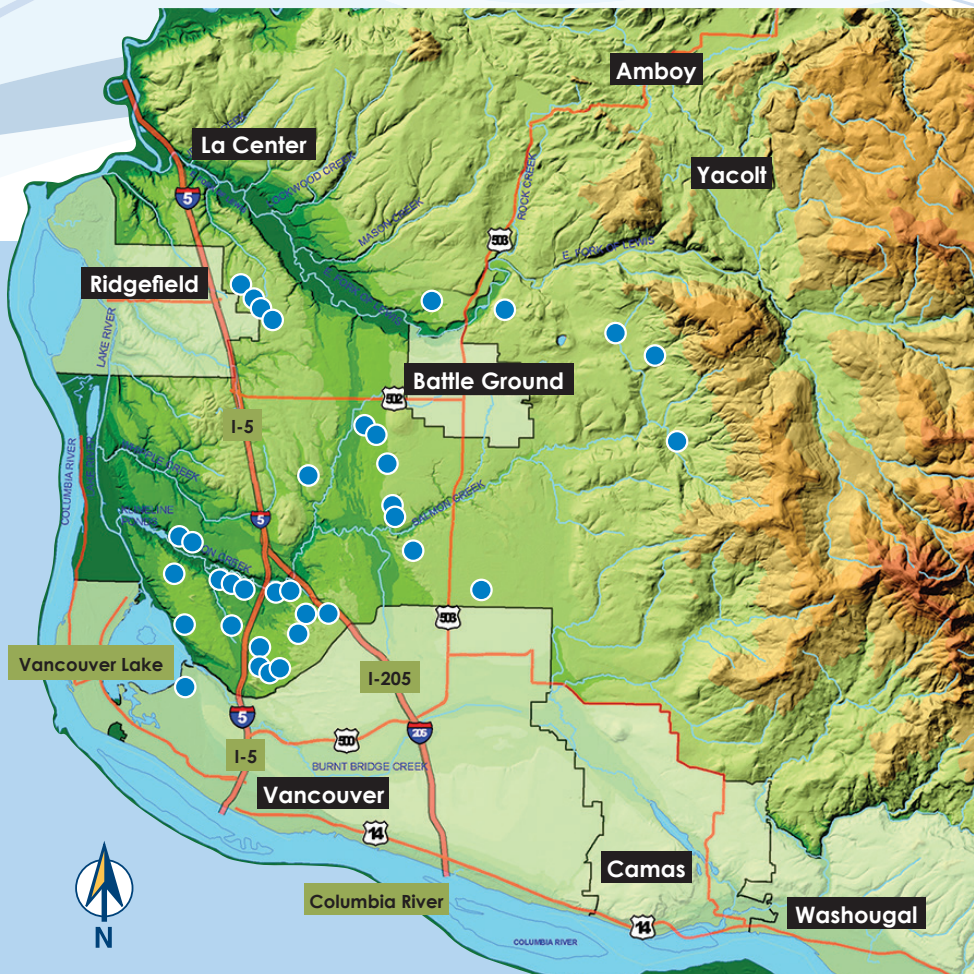 Amboy
La Center
ROCKWOOD CREEK
Yacolt
5
ROCK CREEK
MASON CREEK
503
E. FORK OF LEWIS
Ridgefield
LAKE RIVER
Battle Ground
502
I-5
COLUMBIA RIVER
SALMON CREEK
5
503
Vancouver Lake
I-205
5
205
500
I-5
BURNT BRIDGE CREEK
Vancouver
14
Camas
Columbia River
Washougal
14
N
COLUMBIA RIVER